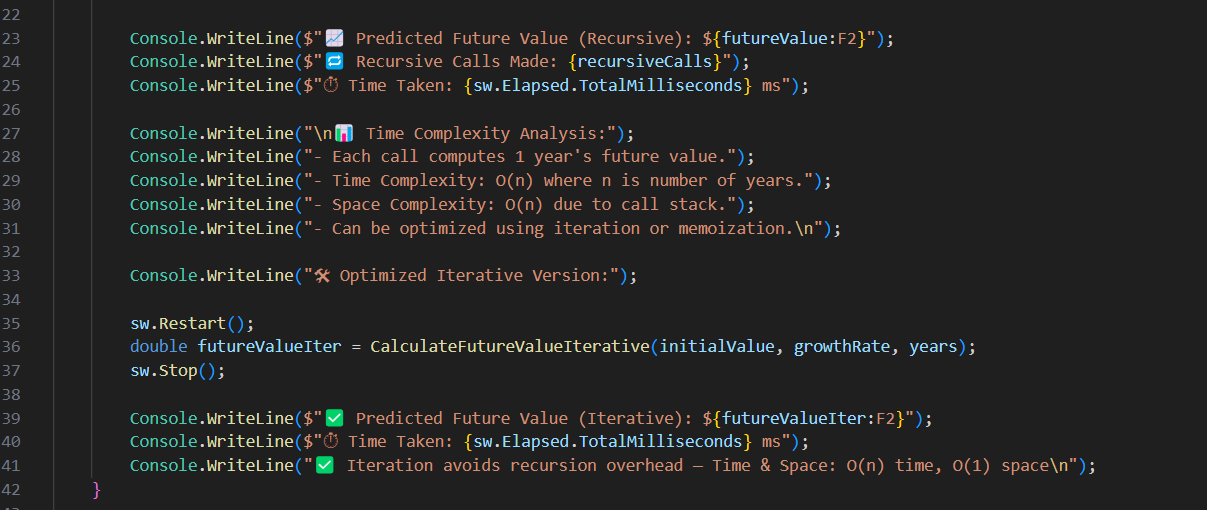 22
23 Console.WriteLine($"📈 Predicted Future Value (Recursive): ${futureValue:F2}");
24 Console.WriteLine($"🔁 Recursive Calls Made: {recursiveCalls}");
25 Console.WriteLine($"⏱ Time Taken: {sw.Elapsed.TotalMilliseconds} ms");
26
27 Console.WriteLine("\n📊 Time Complexity Analysis:");
28 Console.WriteLine("- Each call computes 1 year's future value.");
29 Console.WriteLine("- Time Complexity: O(n) where n is number of years.");
30 Console.WriteLine("- Space Complexity: O(n) due to call stack.");
31 Console.WriteLine("- Can be optimized using iteration or memoization.\n");
32
33 Console.WriteLine("🛠 Optimized Iterative Version:");
34
35 sw.Restart();
36 double futureValueIter = CalculateFutureValueIterative(initialValue, growthRate, years);
37 sw.Stop();
38
39 Console.WriteLine($"✅ Predicted Future Value (Iterative): ${futureValueIter:F2}");
40 Console.WriteLine($"⏱ Time Taken: {sw.Elapsed.TotalMilliseconds} ms");
41 Console.WriteLine("✅ Iteration avoids recursion overhead — Time & Space: O(n) time, O(1) space\n");
42 }